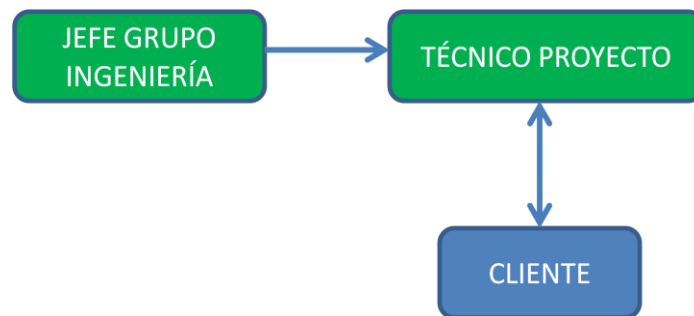 JEFE GRUPO
INGENIERÍA
TÉCNICO PROYECTO
CLIENTE